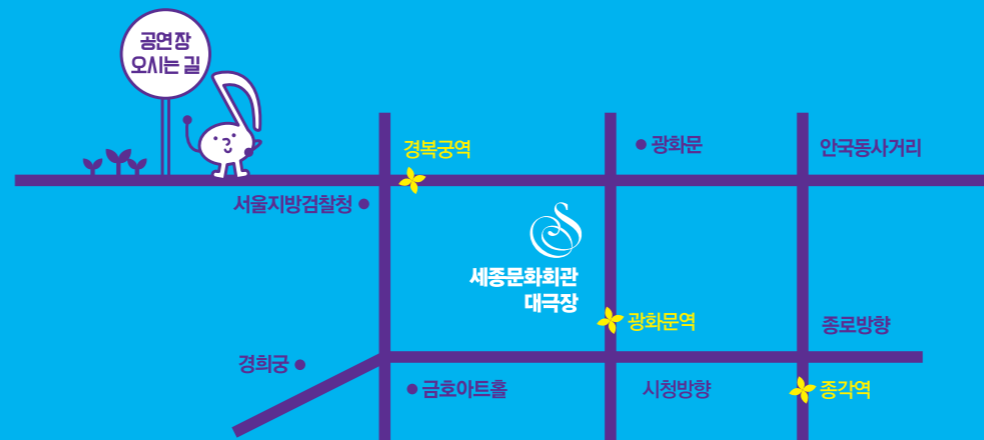 공연장
오시는 길
경복궁역
광화문
안국동사거리
서울지방검찰청
세종문화회관
대극장
광화문역
종로방향
경희궁
금호아트홀
시청방향
종각역